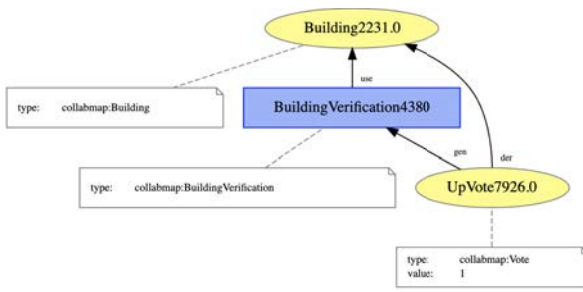 Building2231.0
use
type: collabmap:Building
BuildingVerification4380
gen
der
type: collabmap:BuildingVerification
UpVote7926.0
type: collabmap:Vote
value: 1